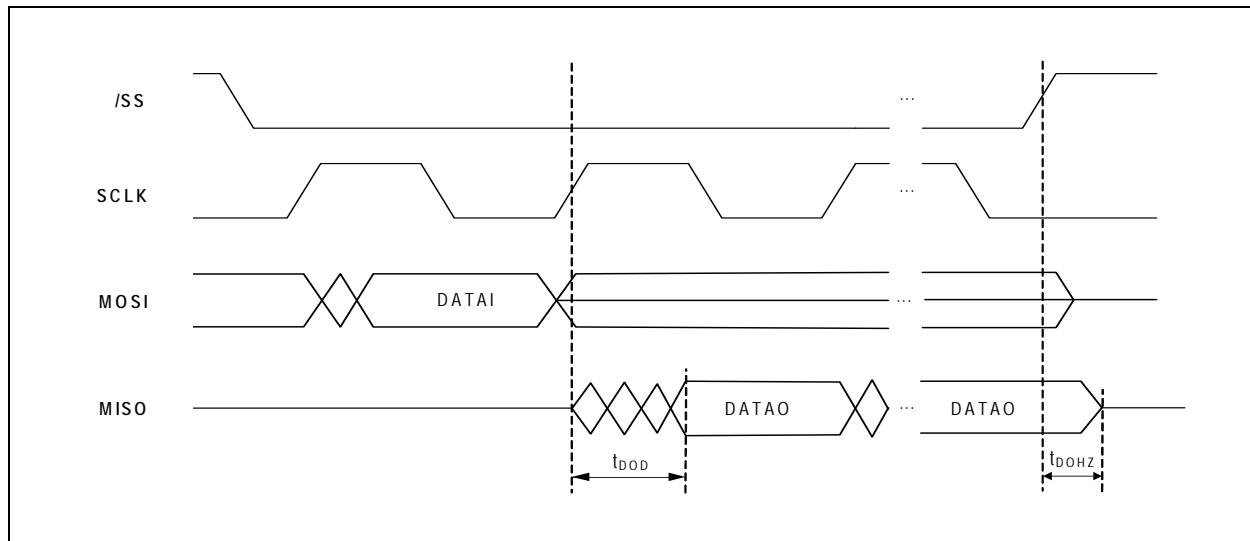 /SS
...
SCLK
...
MOSI
DATAI
...
MISO
DATAO
...
DATAO
tDOD
tDOHZ